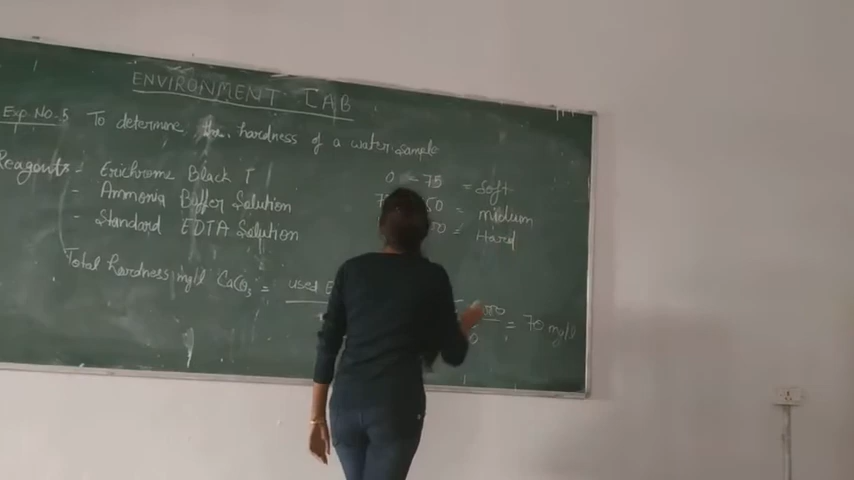 ENVIRONMENT LAB
Exp. No. 5 To determine the hardness of a water sample
Reagents - Erichrome Black T
- Ammonia Buffer Solution
- Standard EDTA Solution
0 - 75 = Soft
= midium
= Hard
Total hardness mg/l CaCO3 = used
= 70 mg/l